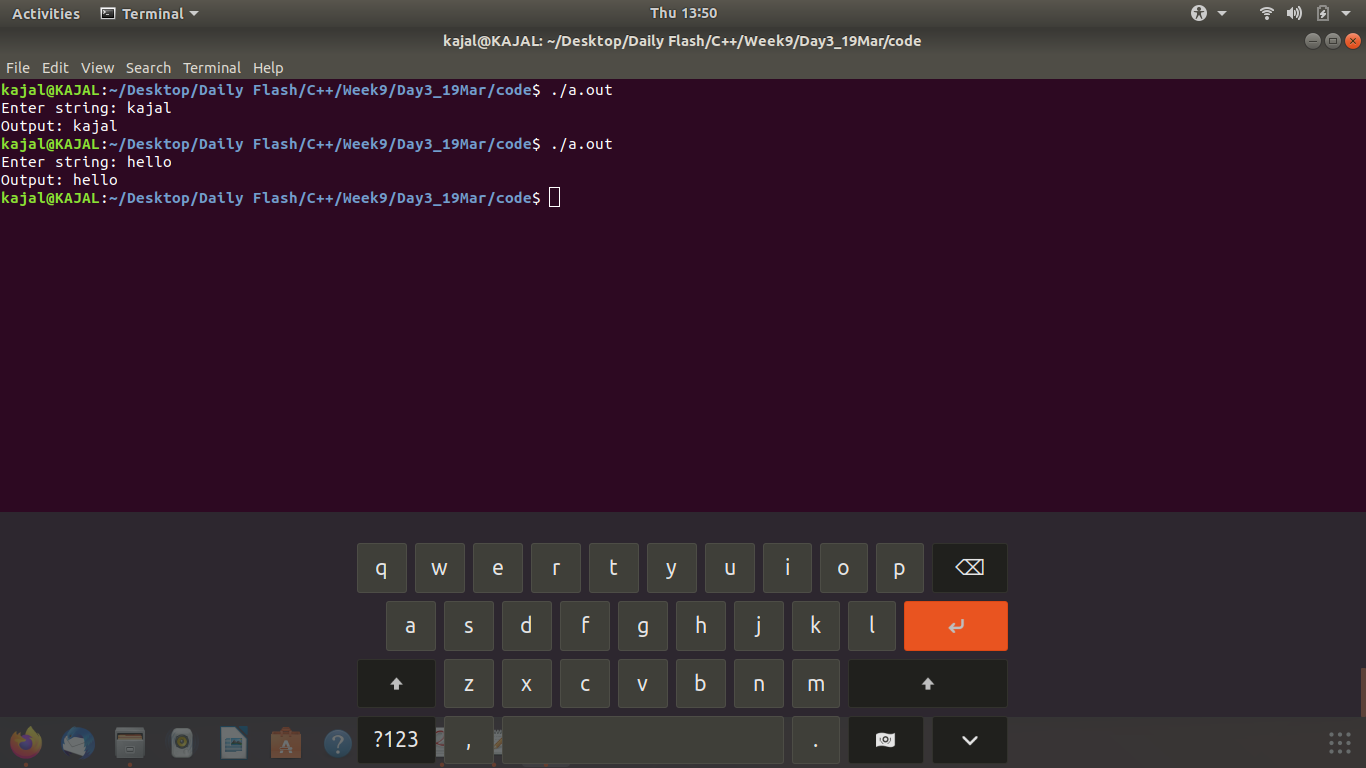 Activities Terminal Thu 13:50
kajal@KAJAL: ~/Desktop/Daily Flash/C++/Week9/Day3_19Mar/code
File Edit View Search Terminal Help
kajal@KAJAL:~/Desktop/Daily Flash/C++/Week9/Day3_19Mar/code$ ./a.out
Enter string: kajal
Output: kajal
kajal@KAJAL:~/Desktop/Daily Flash/C++/Week9/Day3_19Mar/code$ ./a.out
Enter string: hello
Output: hello
kajal@KAJAL:~/Desktop/Daily Flash/C++/Week9/Day3_19Mar/code$
q w e r t y u i o p
a s d f g h j k l
z x c v b n m
?123 , .